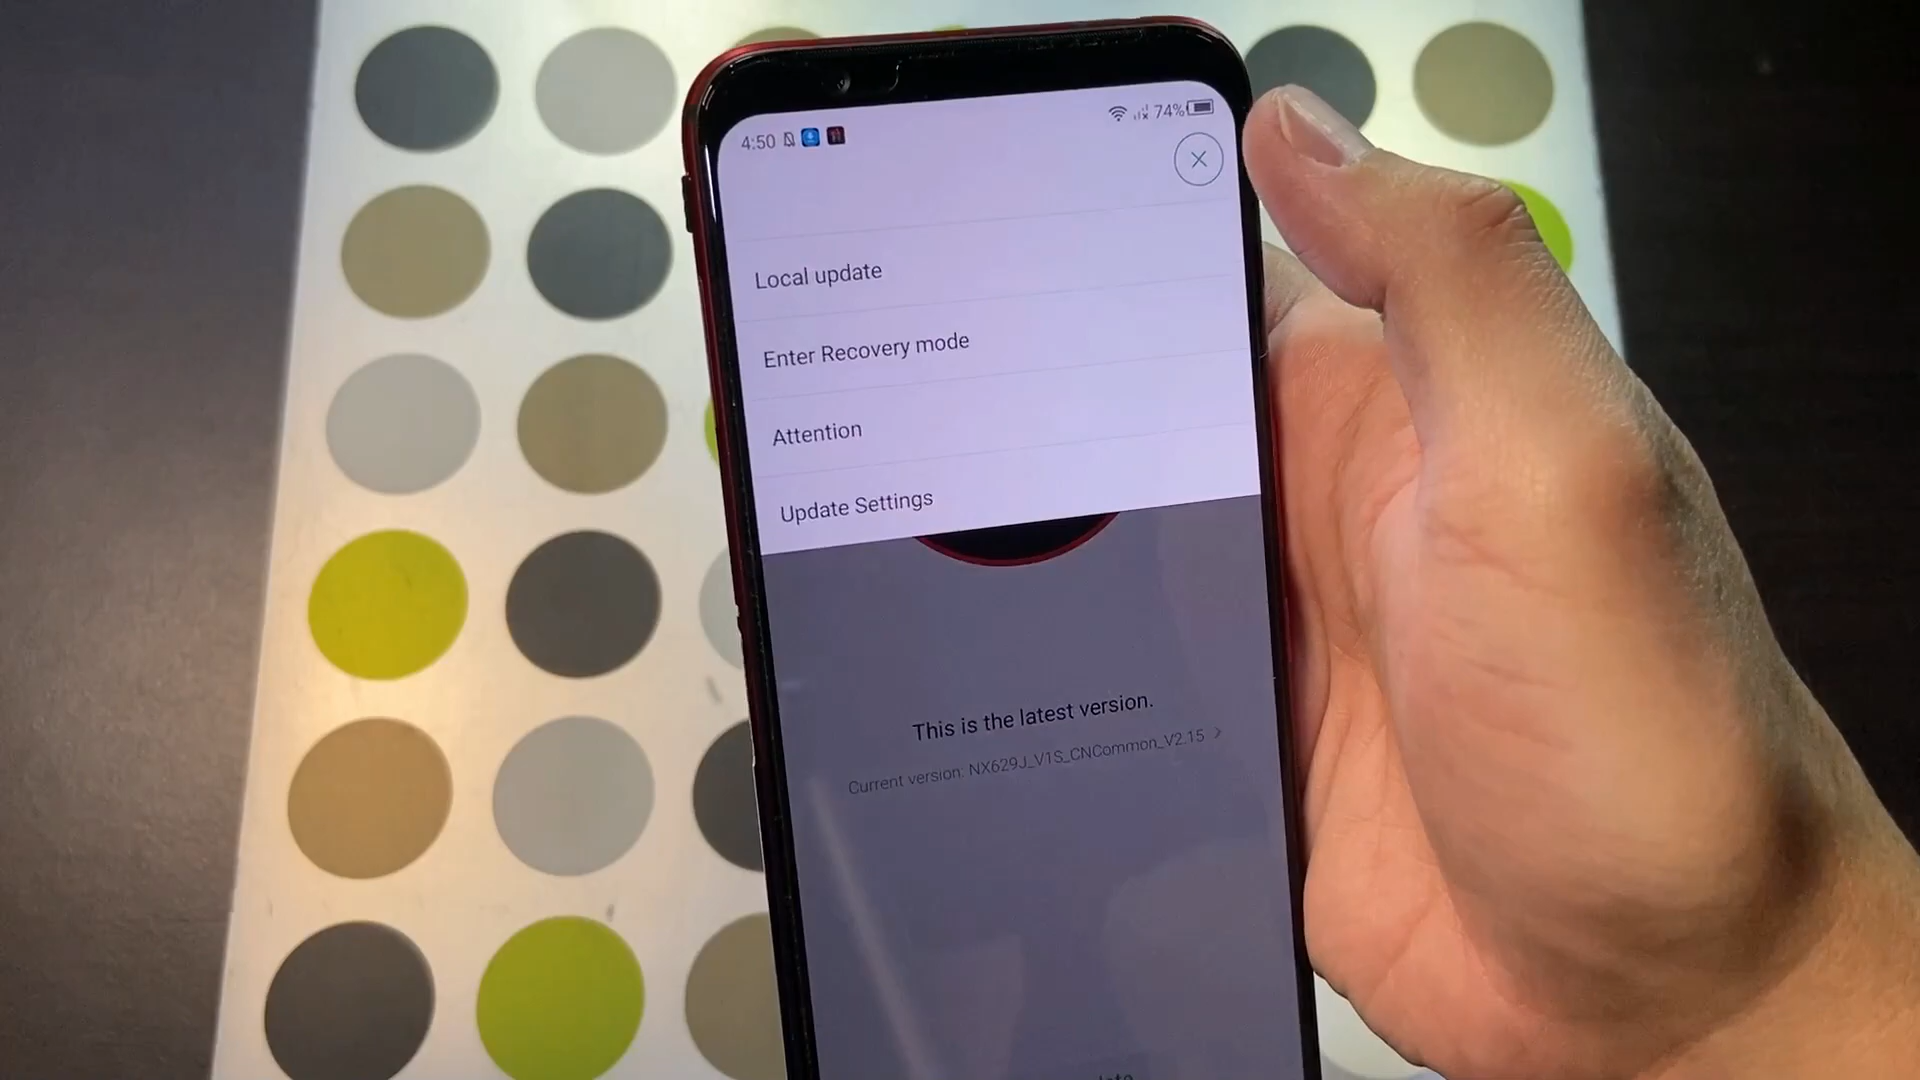 4:50
74%
Local update
Enter Recovery mode
Attention
Update Settings
This is the latest version.
Current version: NX629J_V1S_CNCommon_V2.15